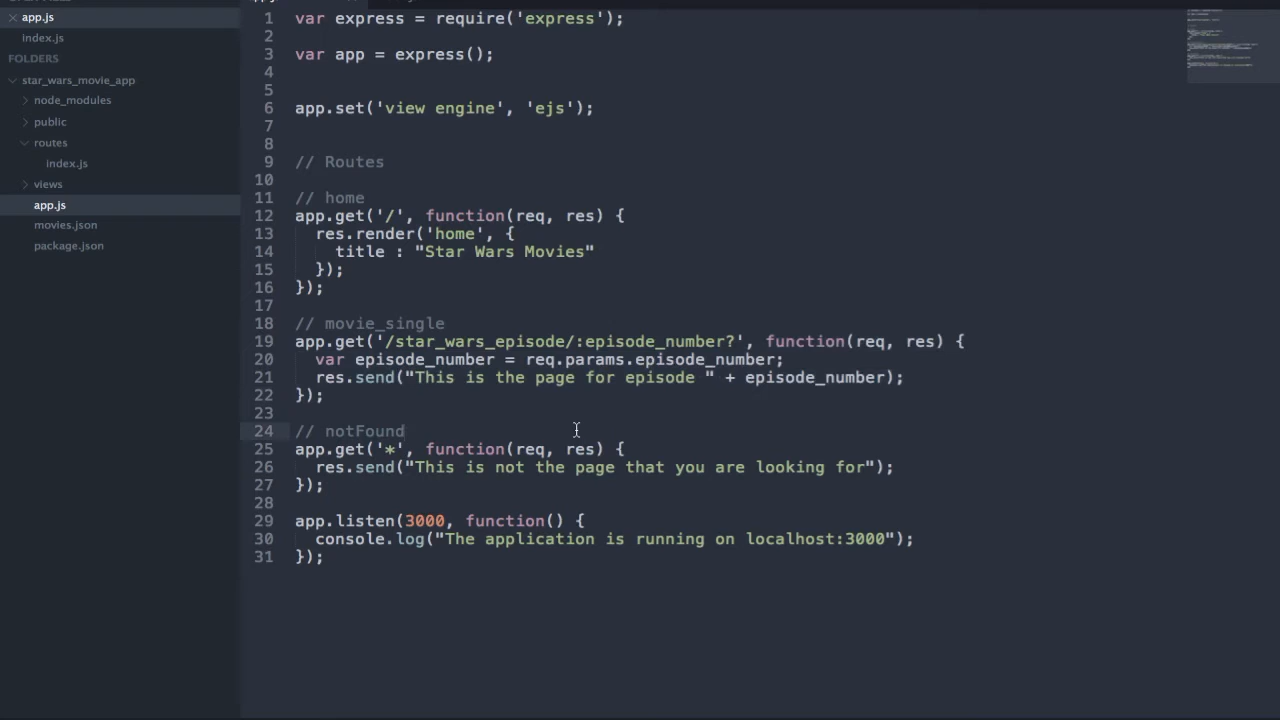 app.js
index.js
FOLDERS
star_wars_movie_app
node_modules
public
routes
index.js
views
app.js
movies.json
package.json
1 var express = require('express');
2
3 var app = express();
4
5
6 app.set('view engine', 'ejs');
7
8
9 // Routes
10
11 // home
12 app.get('/', function(req, res) {
13 res.render('home', {
14 title : "Star Wars Movies"
15 });
16 });
17
18 // movie_single
19 app.get('/star_wars_episode/:episode_number?', function(req, res) {
20 var episode_number = req.params.episode_number;
21 res.send("This is the page for episode " + episode_number);
22 });
23
24 // notFound
25 app.get('*', function(req, res) {
26 res.send("This is not the page that you are looking for");
27 });
28
29 app.listen(3000, function() {
30 console.log("The application is running on localhost:3000");
31 });